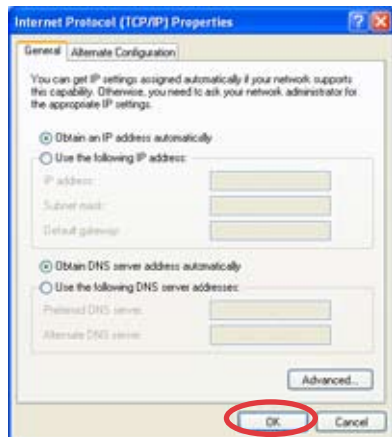 Internet Protocol (TCP/IP) Properties
General
Alternate Configuration
You can get IP settings assigned automatically if your network supports
this capability. Otherwise, you need to ask your network administrator for
the appropriate IP settings.
Obtain an IP address automatically
Use the following IP address:
IP address:
Subnet mask:
Default gateway:
Obtain DNS server address automatically
Use the following DNS server addresses:
Preferred DNS server:
Alternate DNS server:
Advanced...
OK
Cancel